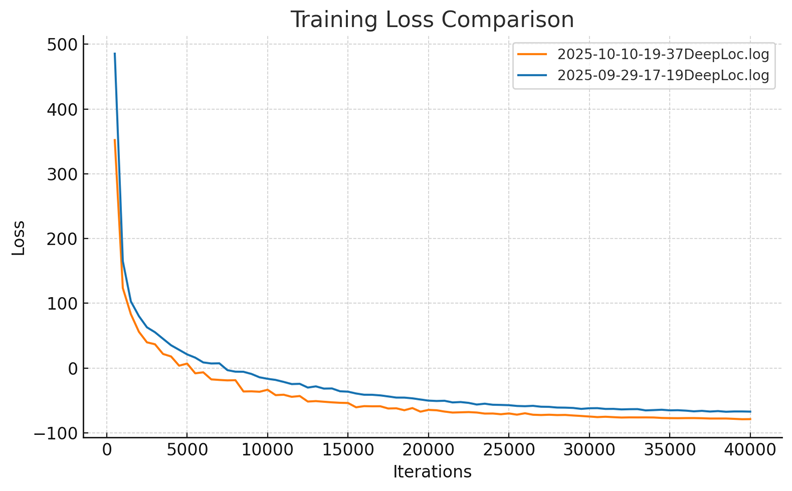 Training Loss Comparison
2025-10-10-19-37DeepLoc.log
2025-09-29-17-19DeepLoc.log
Loss
500
400
300
200
100
0
−100
0 5000 10000 15000 20000 25000 30000 35000 40000
Iterations